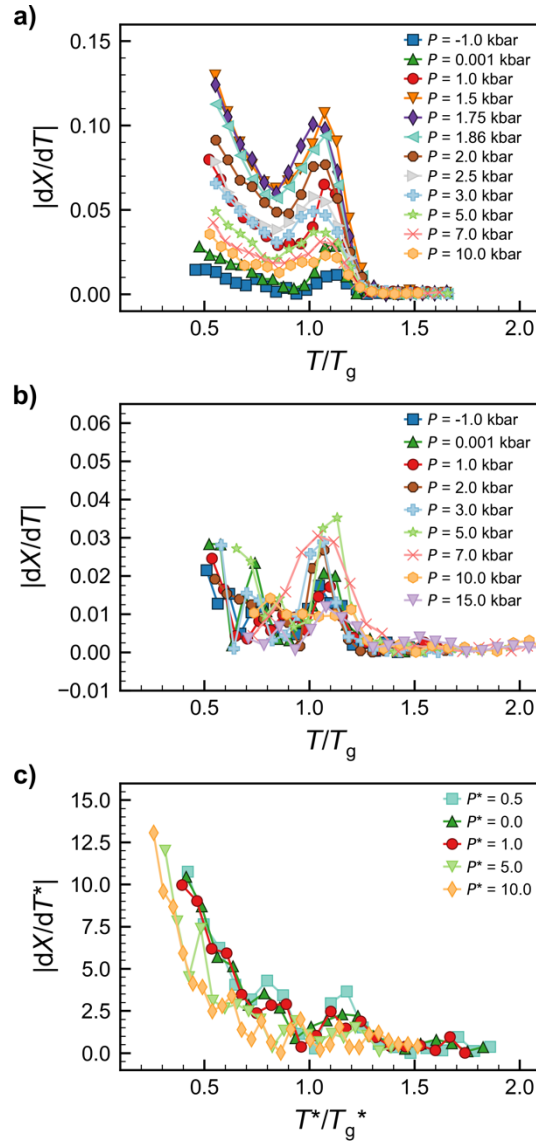 a)
0.15
0.10
0.05
0.00
|dX/dT|
P = -1.0 kbar
P = 0.001 kbar
P = 1.0 kbar
P = 1.5 kbar
P = 1.75 kbar
P = 1.86 kbar
P = 2.0 kbar
P = 2.5 kbar
P = 3.0 kbar
P = 5.0 kbar
P = 7.0 kbar
P = 10.0 kbar
0.5 1.0 1.5 2.0
T/Tg
b)
0.06
0.05
0.04
0.03
0.02
0.01
0.00
−0.01
|dX/dT|
P = -1.0 kbar
P = 0.001 kbar
P = 1.0 kbar
P = 2.0 kbar
P = 3.0 kbar
P = 5.0 kbar
P = 7.0 kbar
P = 10.0 kbar
P = 15.0 kbar
0.5 1.0 1.5 2.0
T/Tg
c)
15.0
12.5
10.0
7.5
5.0
2.5
0.0
|dX/dT*|
P* = 0.5
P* = 0.0
P* = 1.0
P* = 5.0
P* = 10.0
0.5 1.0 1.5 2.0
T*/Tg*